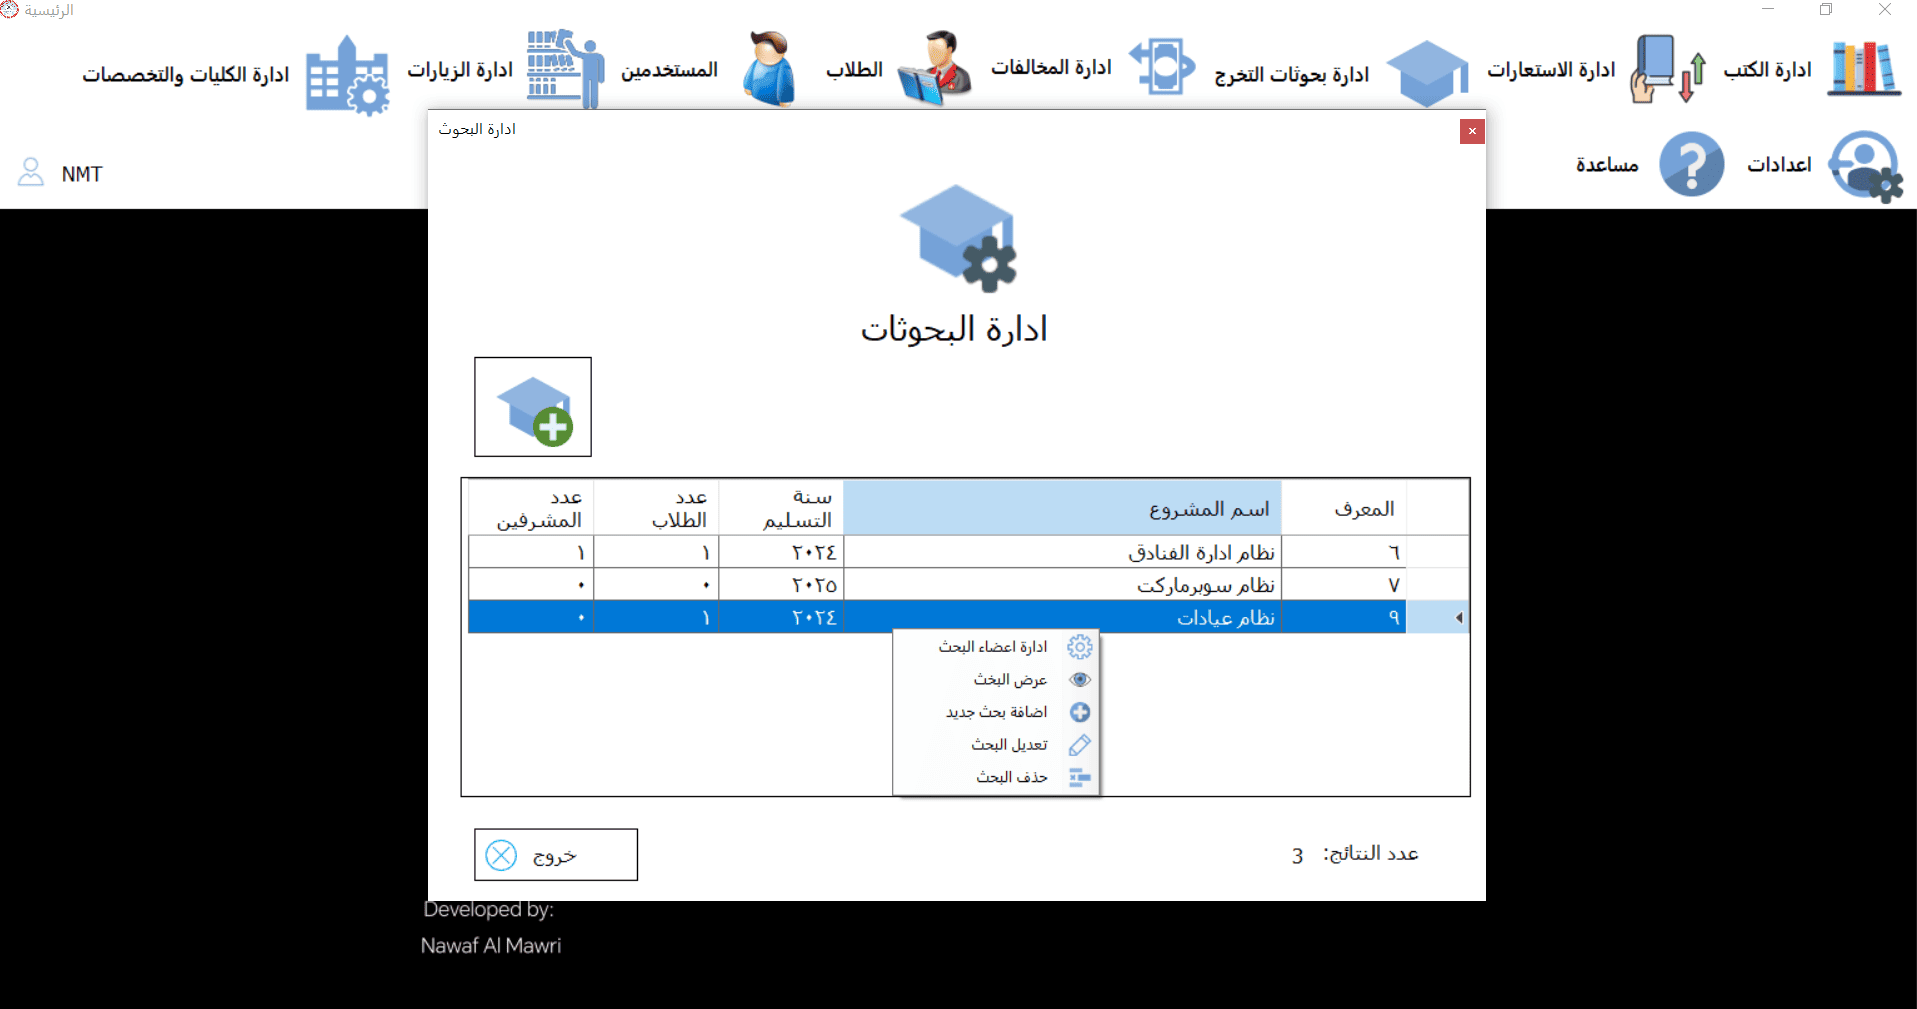 الرئيسية
ادارة الكتب
ادارة الاستعارات
ادارة بحوثات التخرج
ادارة المخالفات
الطلاب
المستخدمين
ادارة الزيارات
ادارة الكليات والتخصصات
اعدادات
مساعدة
NMT
ادارة البحوث
ادارة البحوثات
المعرف اسم المشروع سنة التسليم عدد الطلاب عدد المشرفين
٦ نظام ادارة الفنادق ٢٠٢٤ ١ ١
٧ نظام سوبرماركت ٢٠٢٥ ٠ ٠
٩ نظام عيادات ٢٠٢٤ ١ ٠
ادارة اعضاء البحث
عرض البخث
اضافة بحث جديد
تعديل البحث
حذف البحث
عدد النتائج: 3
خروج
Developed by:
Nawaf Al Mawri